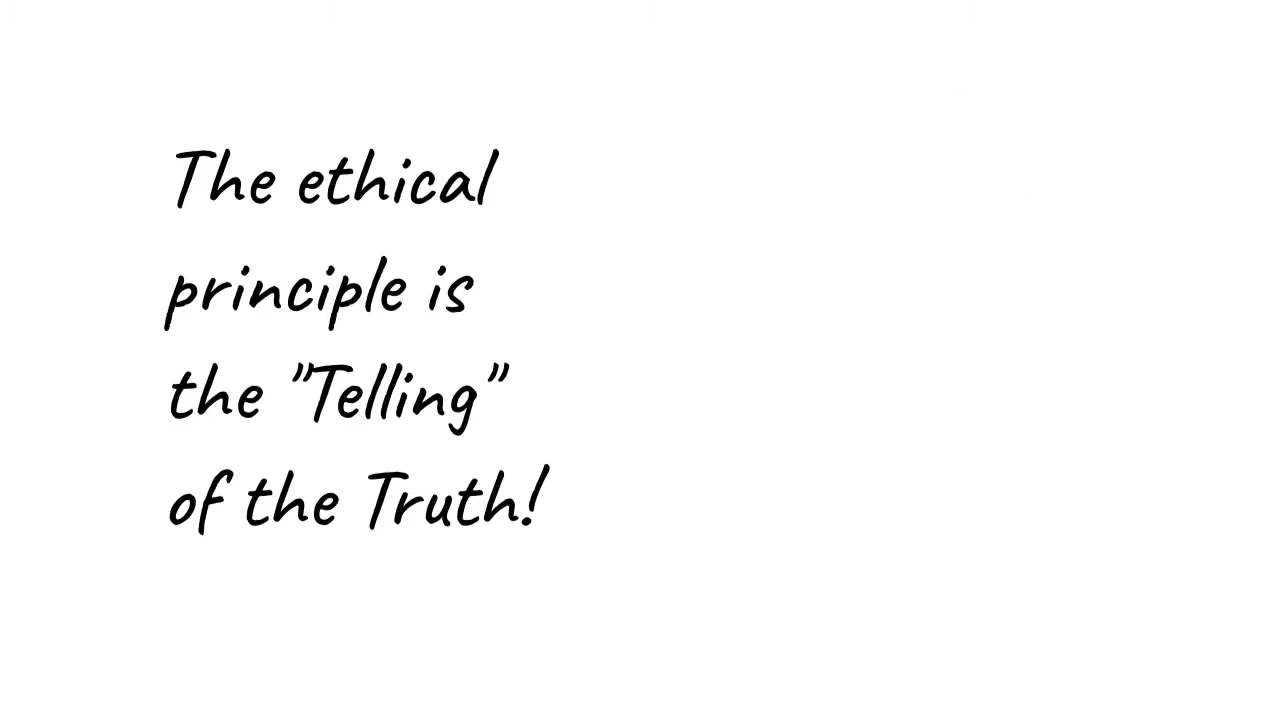 The ethical
principle is
the "Telling"
of the Truth!